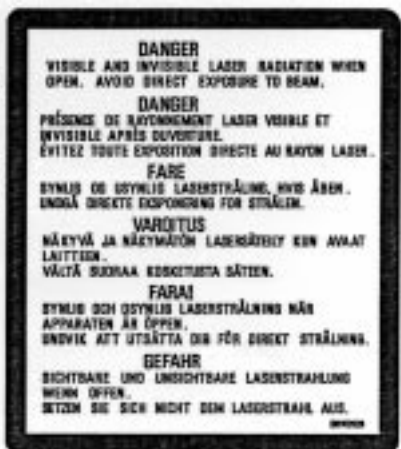 DANGER
VISIBLE AND INVISIBLE LASER RADIATION WHEN
OPEN. AVOID DIRECT EXPOSURE TO BEAM.
DANGER
PRÉSENCE DE RAYONNEMENT LASER VISIBLE ET
INVISIBLE APRÈS OUVERTURE.
ÉVITEZ TOUTE EXPOSITION DIRECTE AU RAYON LASER.
FARE
SYNLIG OG USYNLIG LASERSTRÅLING, HVIS ÅBEN.
UNDGÅ DIREKTE EKSPONERING FOR STRÅLEN.
VAROITUS
NÄKYVÄ JA NÄKYMÄTÖN LASERSÄTEILY KUN AVAAT
LAITTEEN.
VÄLTÄ SUORAA KOSKETUSTA SÄTEEN.
FARA!
SYNLIG OCH OSYNLIG LASERSTRÅLNING NÄR
APPARATEN ÄR ÖPPEN.
UNDVIK ATT UTSÄTTA DIG FÖR DIREKT STRÅLNING.
GEFAHR
SICHTBARE UND UNSICHTBARE LASERSTRAHLUNG
WENN OFFEN.
SETZEN SIE SICH NICHT DEM LASERSTRAHL AUS.